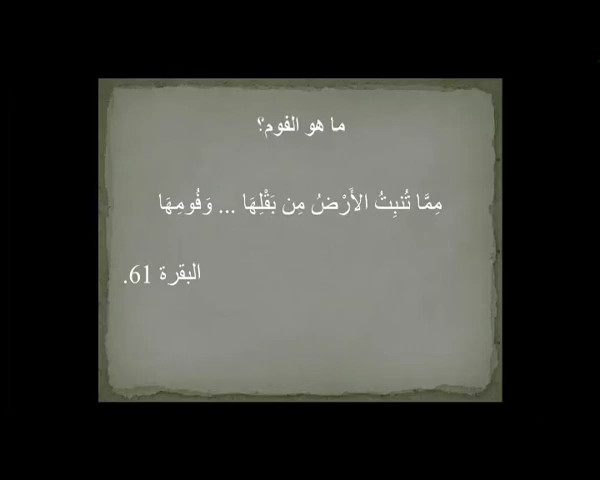 ما هو الفوم؟
مِمَّا تُنبِتُ الأَرْضُ مِن بَقْلِهَا ... وَفُومِهَا
البقرة 61.